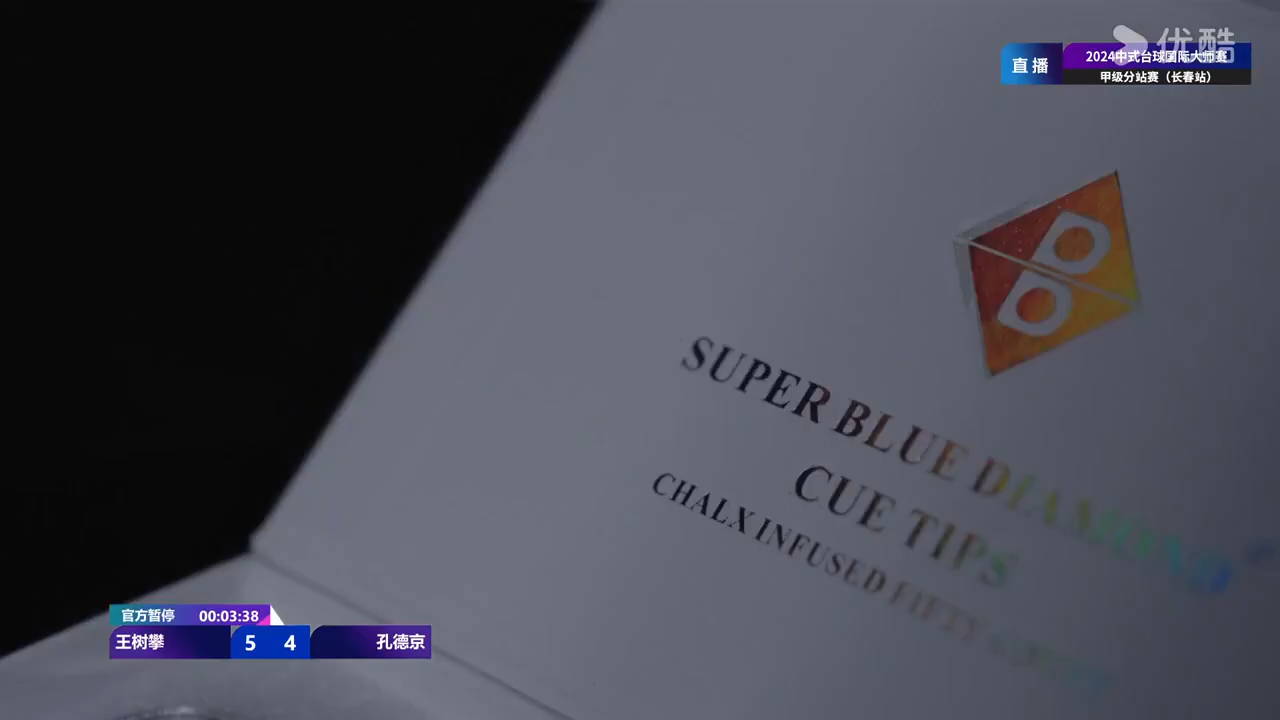 优酷
直播
2024中式台球国际大师赛
甲级分站赛（长春站）
SUPER BLUE DIAMOND
CUE TIPS
CHALX INFUSED FIFTY
官方暂停 00:03:38
王树攀 5 4 孔德京